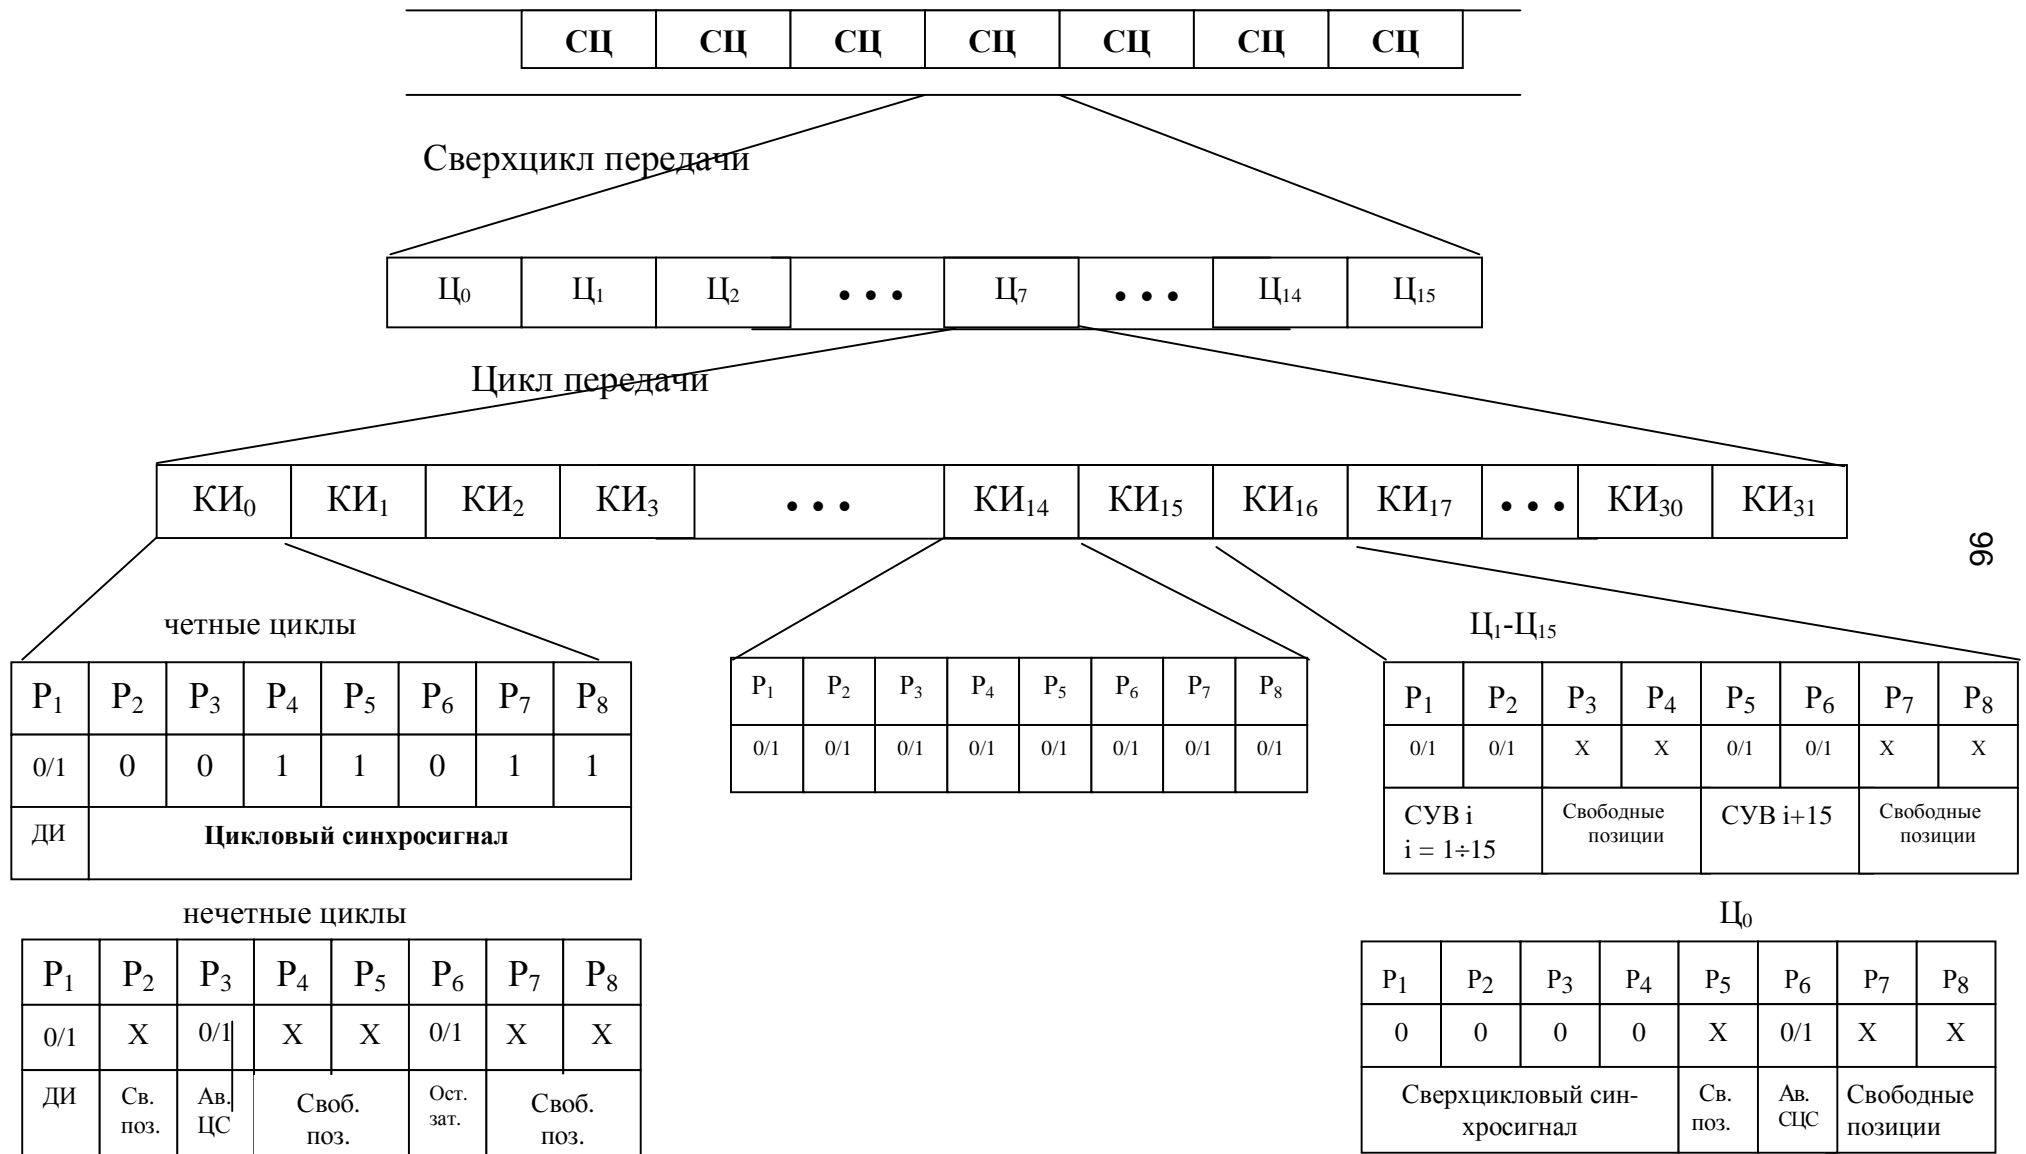 СЦ СЦ СЦ СЦ СЦ СЦ СЦ
Сверхцикл передачи
Ц0 Ц1 Ц2 • • • Ц7 • • • Ц14 Ц15
Цикл передачи
КИ0 КИ1 КИ2 КИ3 • • • КИ14 КИ15 КИ16 КИ17 • • • КИ30 КИ31
96
четные циклы
P1 P2 P3 P4 P5 P6 P7 P8
0/1 0 0 1 1 0 1 1
ДИ Цикловый синхросигнал
P1 P2 P3 P4 P5 P6 P7 P8
0/1 0/1 0/1 0/1 0/1 0/1 0/1 0/1
Ц1-Ц15
P1 P2 P3 P4 P5 P6 P7 P8
0/1 0/1 X X 0/1 0/1 X X
СУВ i
i = 1÷15
Свободные
позиции
СУВ i+15
Свободные
позиции
нечетные циклы
P1 P2 P3 P4 P5 P6 P7 P8
0/1 X 0/1 X X 0/1 X X
ДИ
Св.
поз.
Ав.
ЦС
Своб.
поз.
Ост.
зат.
Своб.
поз.
Ц0
P1 P2 P3 P4 P5 P6 P7 P8
0 0 0 0 X 0/1 X X
Сверхцикловый син-
хросигнал
Св.
поз.
Ав.
СЦС
Свободные
позиции